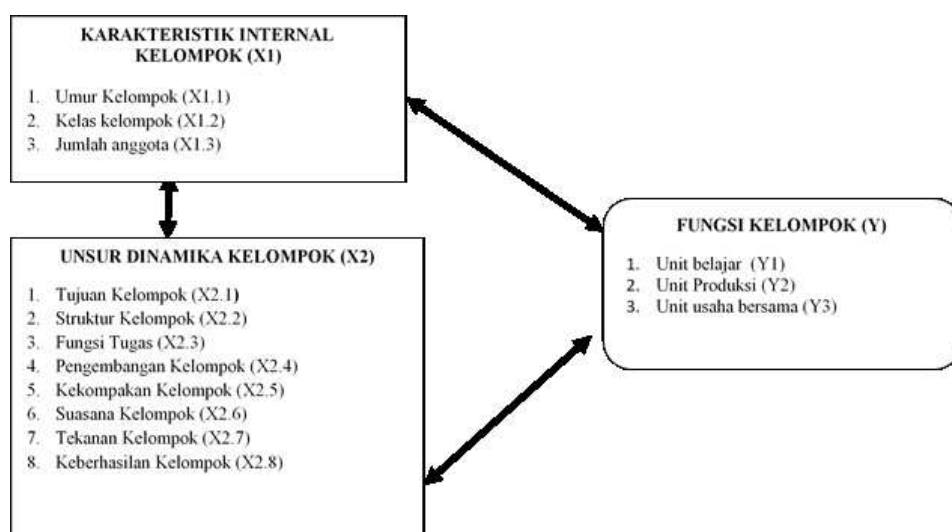 KARAKTERISTIK INTERNAL
KELOMPOK (X1)
1. Umur Kelompok (X1.1)
2. Kelas kelompok (X1.2)
3. Jumlah anggota (X1.3)
UNSUR DINAMIKA KELOMPOK (X2)
1. Tujuan Kelompok (X2.1)
2. Struktur Kelompok (X2.2)
3. Fungsi Tugas (X2.3)
4. Pengembangan Kelompok (X2.4)
5. Kekompakan Kelompok (X2.5)
6. Suasana Kelompok (X2.6)
7. Tekanan Kelompok (X2.7)
8. Keberhasilan Kelompok (X2.8)
FUNGSI KELOMPOK (Y)
1. Unit belajar (Y1)
2. Unit Produksi (Y2)
3. Unit usaha bersama (Y3)